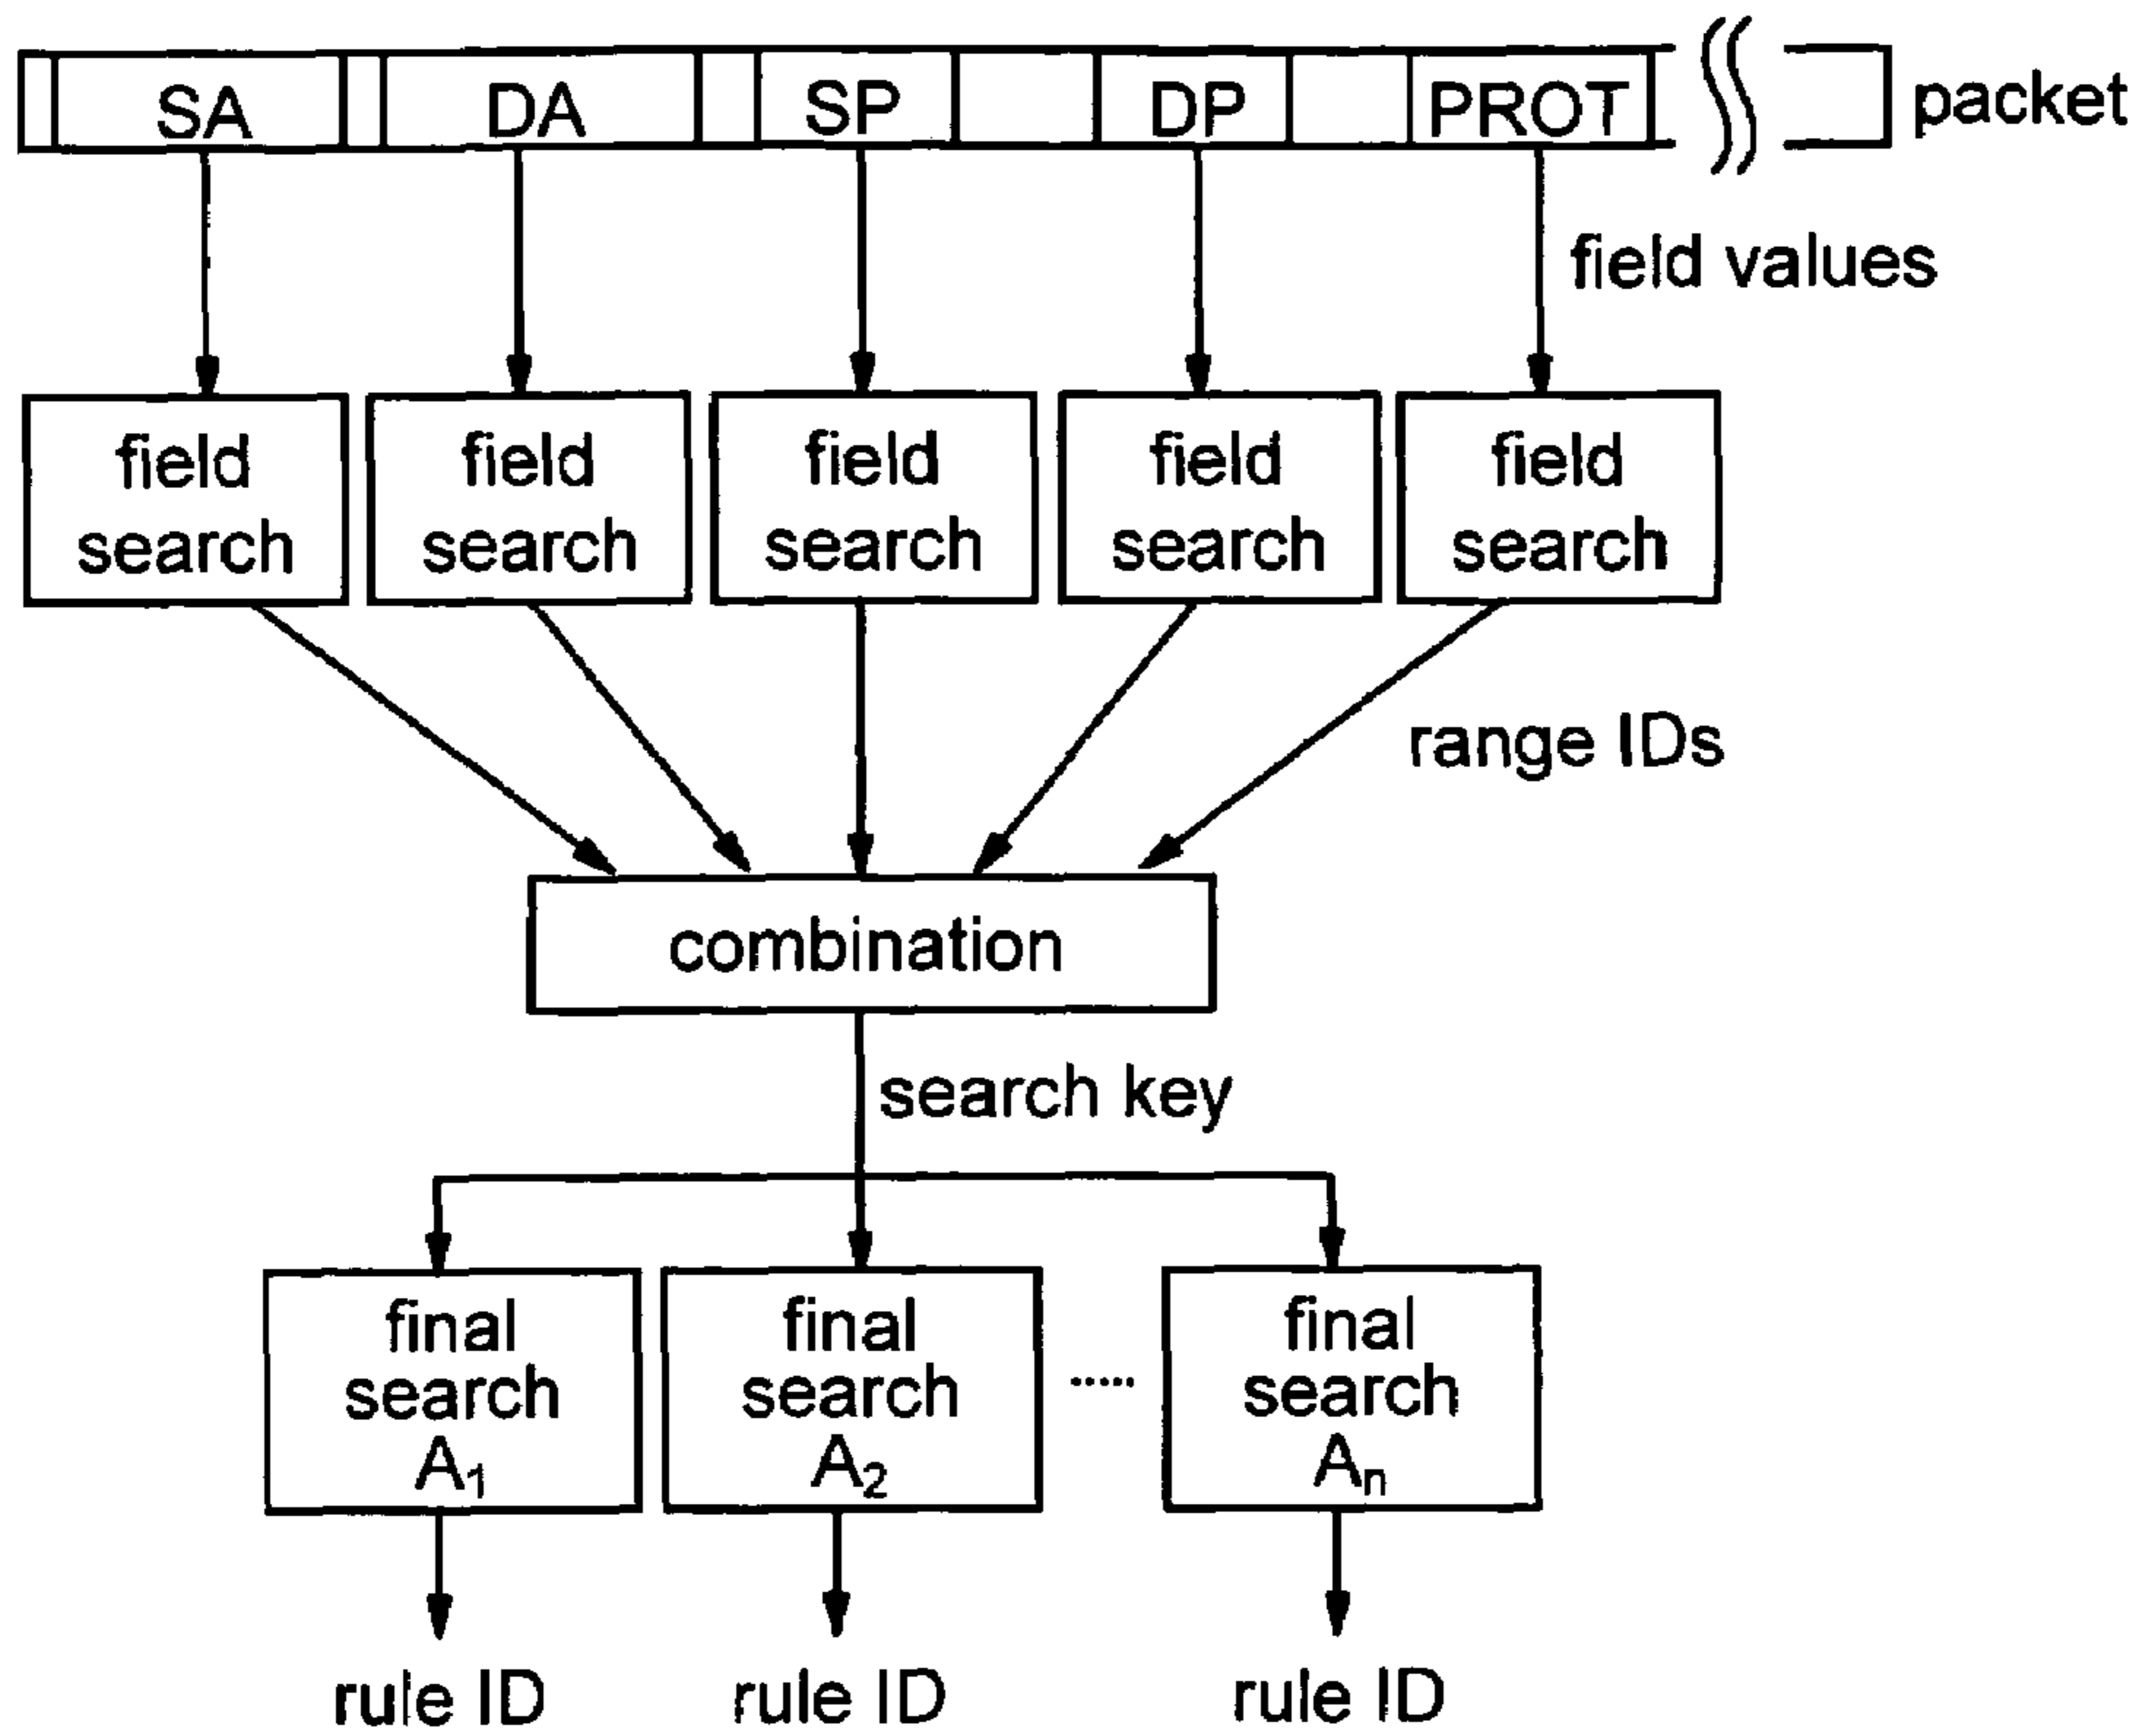 SA DA SP DP PROT packet
field values
field field field field field
search search search search search
range IDs
combination
search key
final final final
search search ..... search
A1 A2 An
rule ID rule ID rule ID